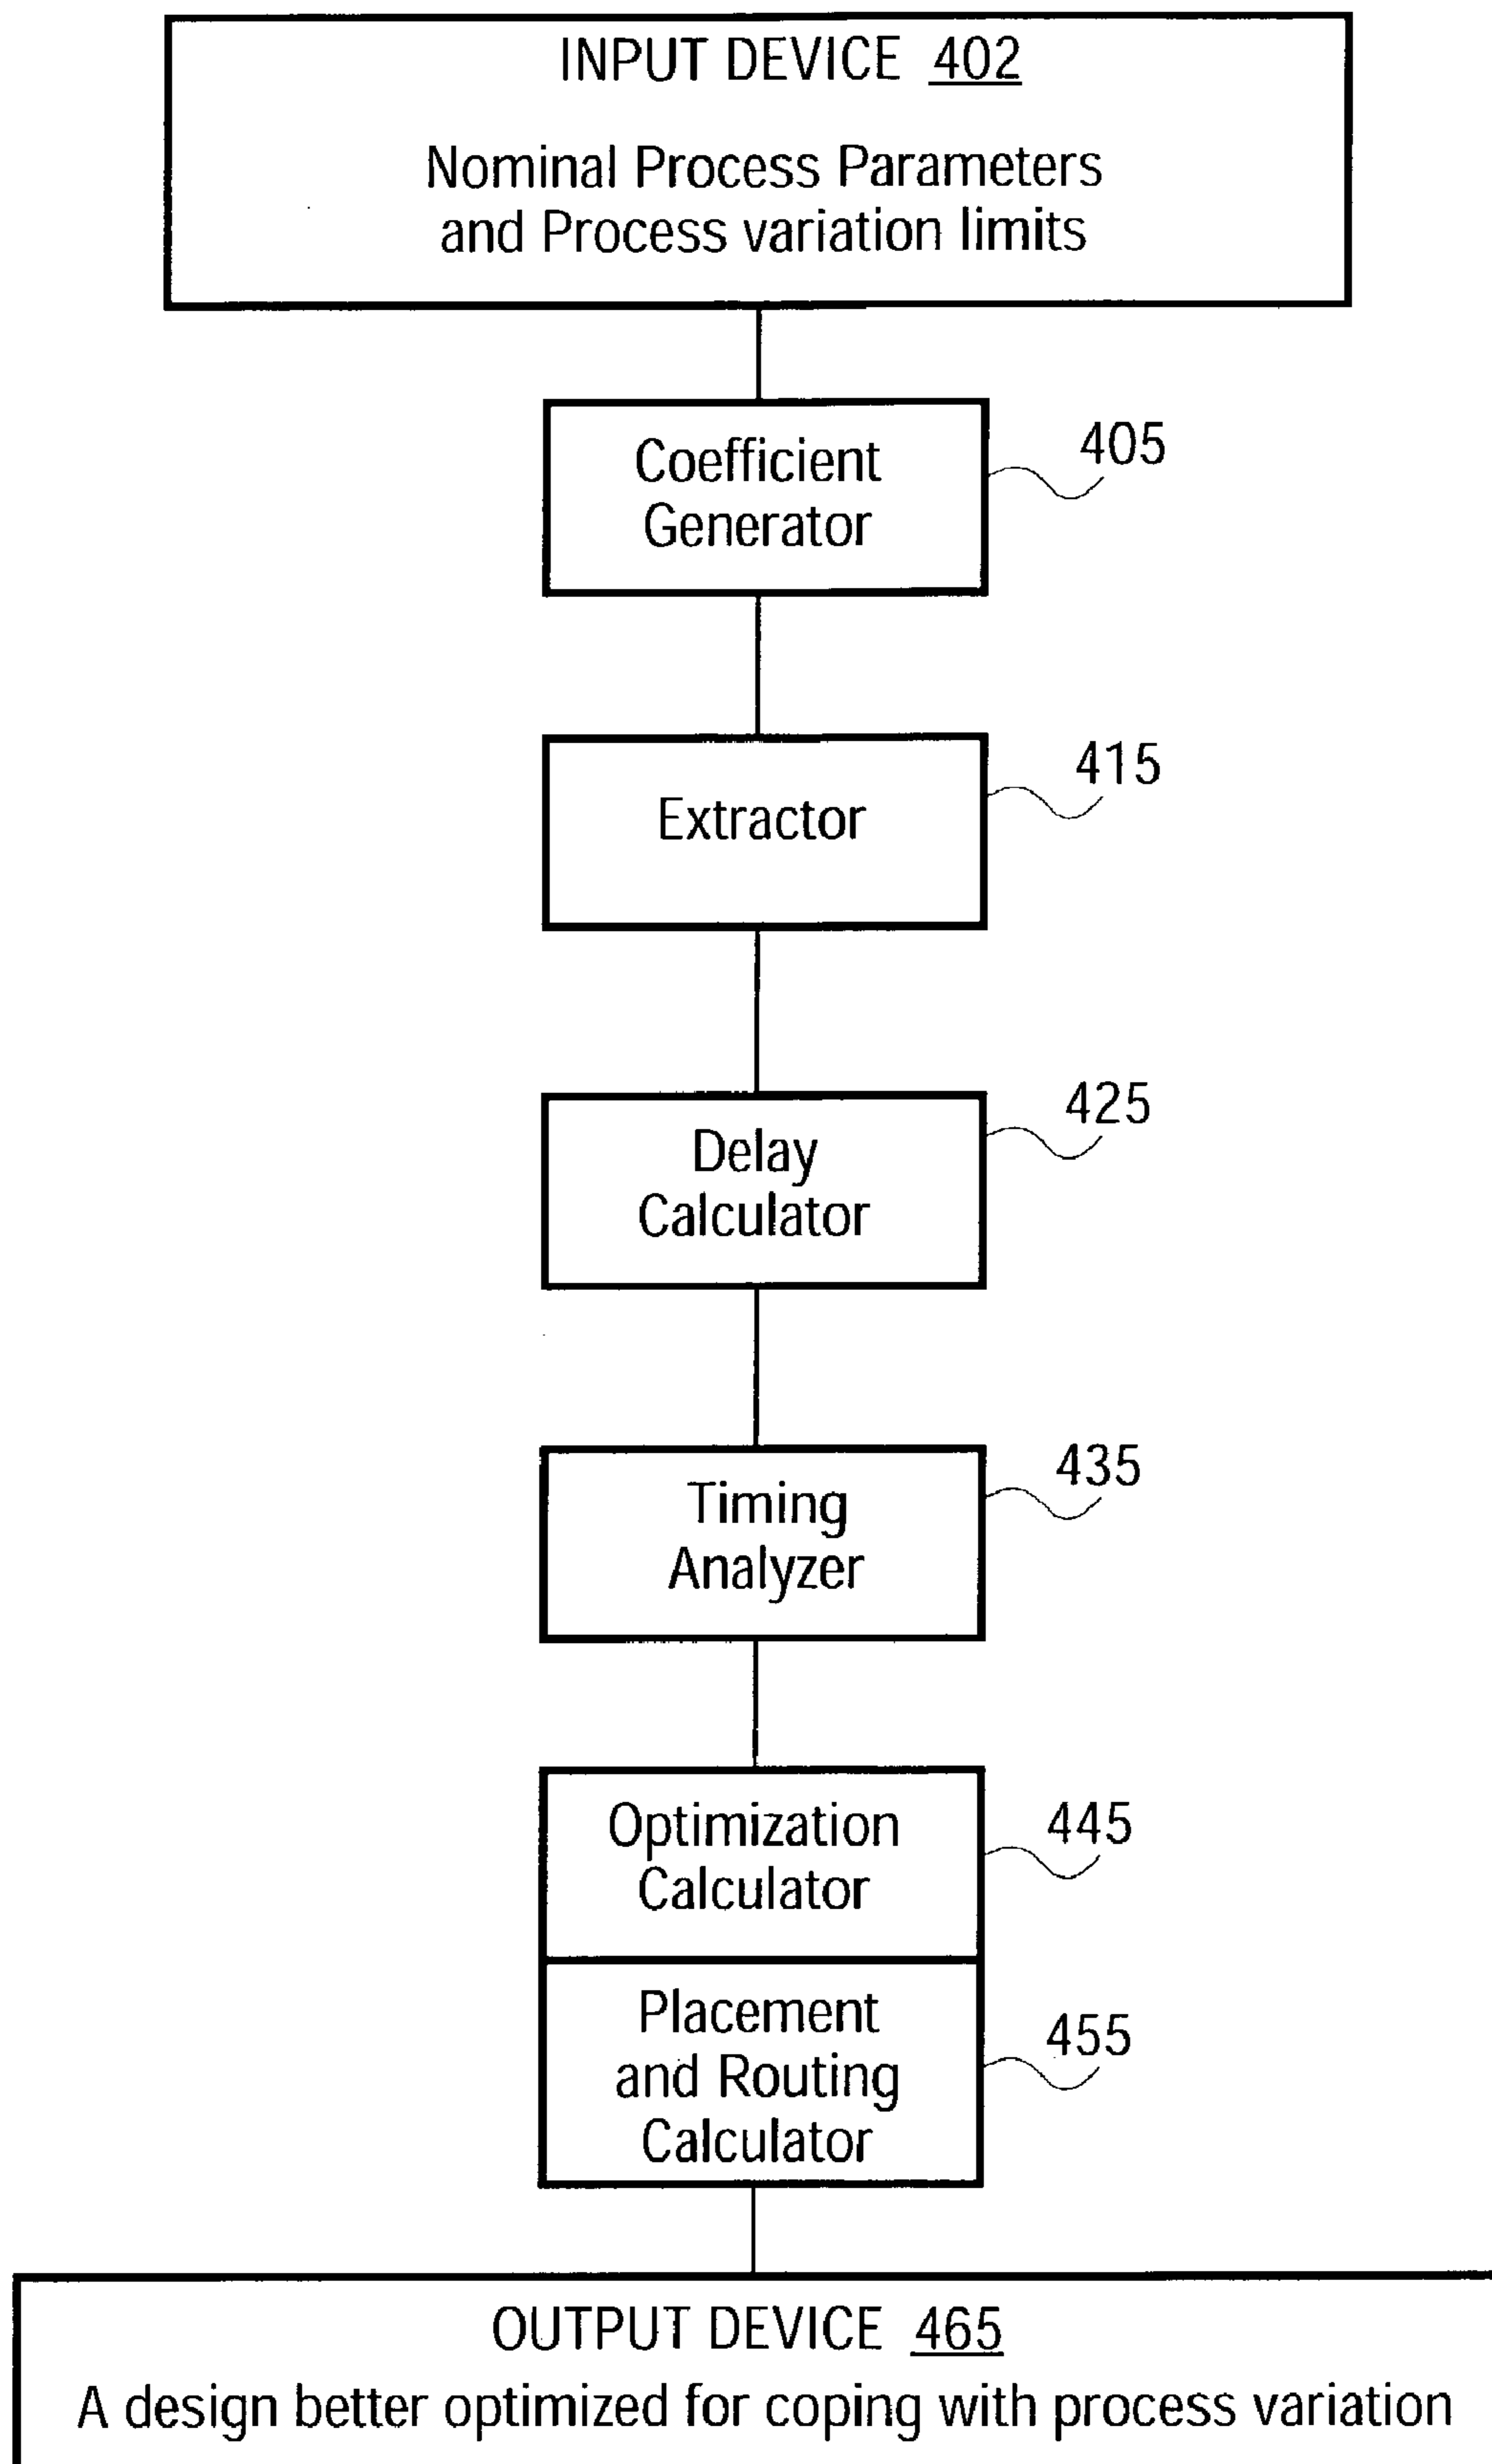 INPUT DEVICE 402
Nominal Process Parameters
and Process variation limits
Coefficient
Generator
405
Extractor
415
Delay
Calculator
425
Timing
Analyzer
435
Optimization
Calculator
445
Placement
and Routing
Calculator
455
OUTPUT DEVICE 465
A design better optimized for coping with process variation